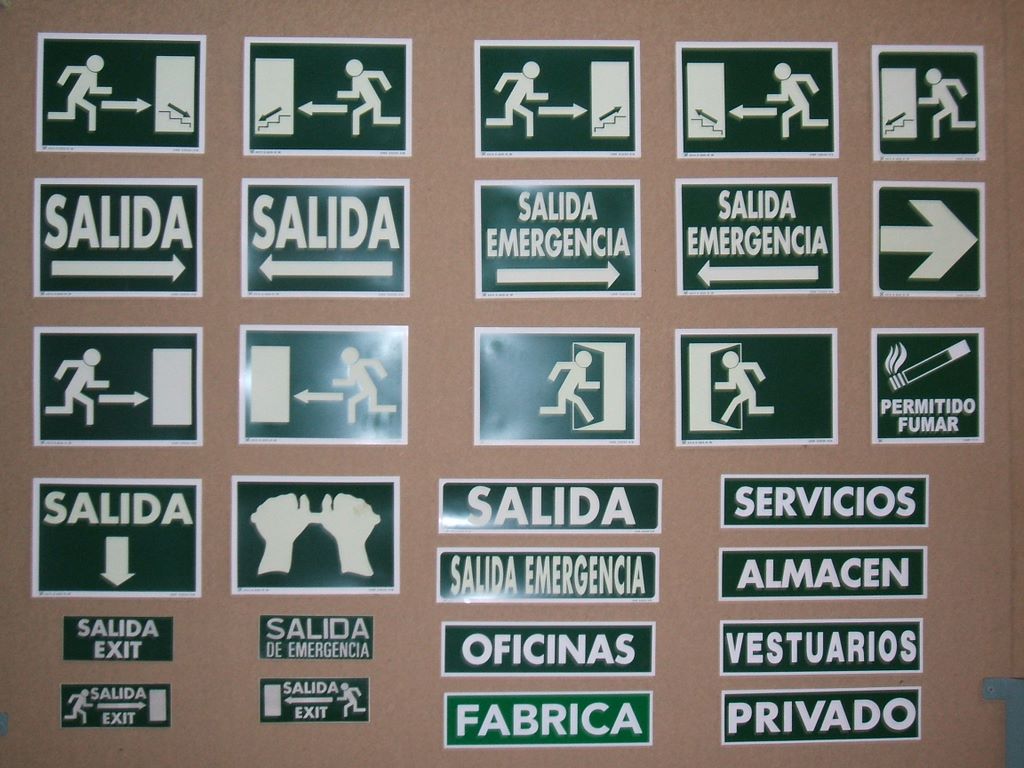 SALIDA
SALIDA
SALIDA
EMERGENCIA
SALIDA
EMERGENCIA
PERMITIDO
FUMAR
SALIDA
SALIDA
SERVICIOS
SALIDA EMERGENCIA
ALMACEN
SALIDA
EXIT
SALIDA
DE EMERGENCIA
OFICINAS
VESTUARIOS
SALIDA
EXIT
SALIDA
EXIT
FABRICA
PRIVADO